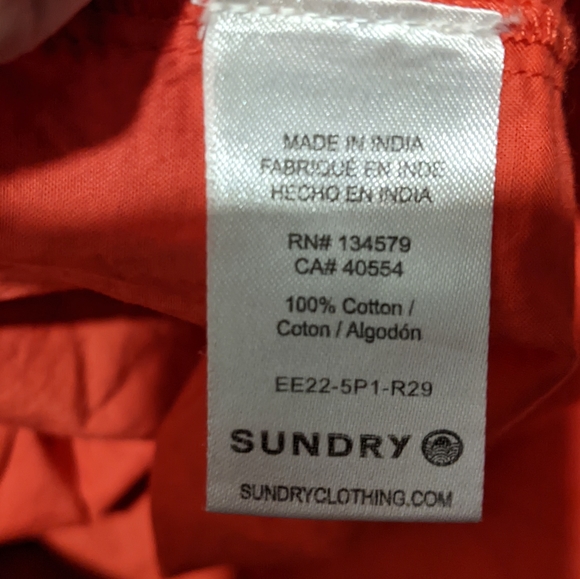 MADE IN INDIA
FABRIQUÉ EN INDE
HECHO EN INDIA
RN# 134579
CA# 40554
100% Cotton /
Coton / Algodón
EE22-5P1-R29
SUNDRY
SUNDRYCLOTHING.COM